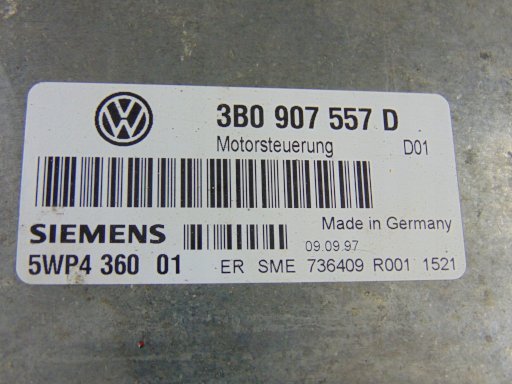 3B0 907 557 D
Motorsteuerung D01
Made in Germany
SIEMENS 09.09.97
5WP4 360 01 ER SME 736409 R001 1521